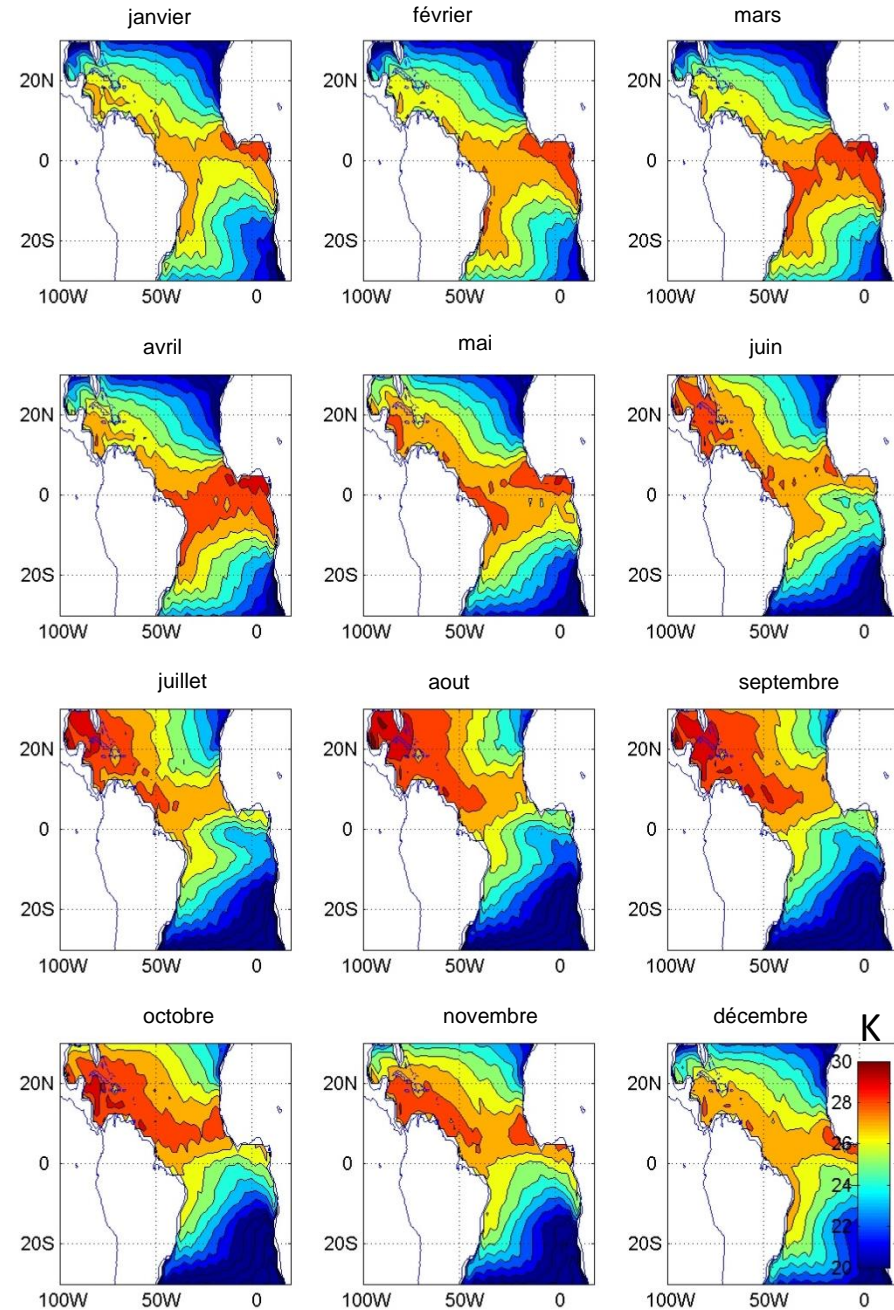 janvier février mars
20N 20N 20N
0 0 0
20S 20S 20S
100W 50W 0 100W 50W 0 100W 50W 0
avril mai juin
20N 20N 20N
0 0 0
20S 20S 20S
100W 50W 0 100W 50W 0 100W 50W 0
juillet aout septembre
20N 20N 20N
0 0 0
20S 20S 20S
100W 50W 0 100W 50W 0 100W 50W 0
octobre novembre décembre K
30
20N 20N 20N 28
0 0 0 26
24
20S 20S 20S 22
20
100W 50W 0 100W 50W 0 100W 50W 0